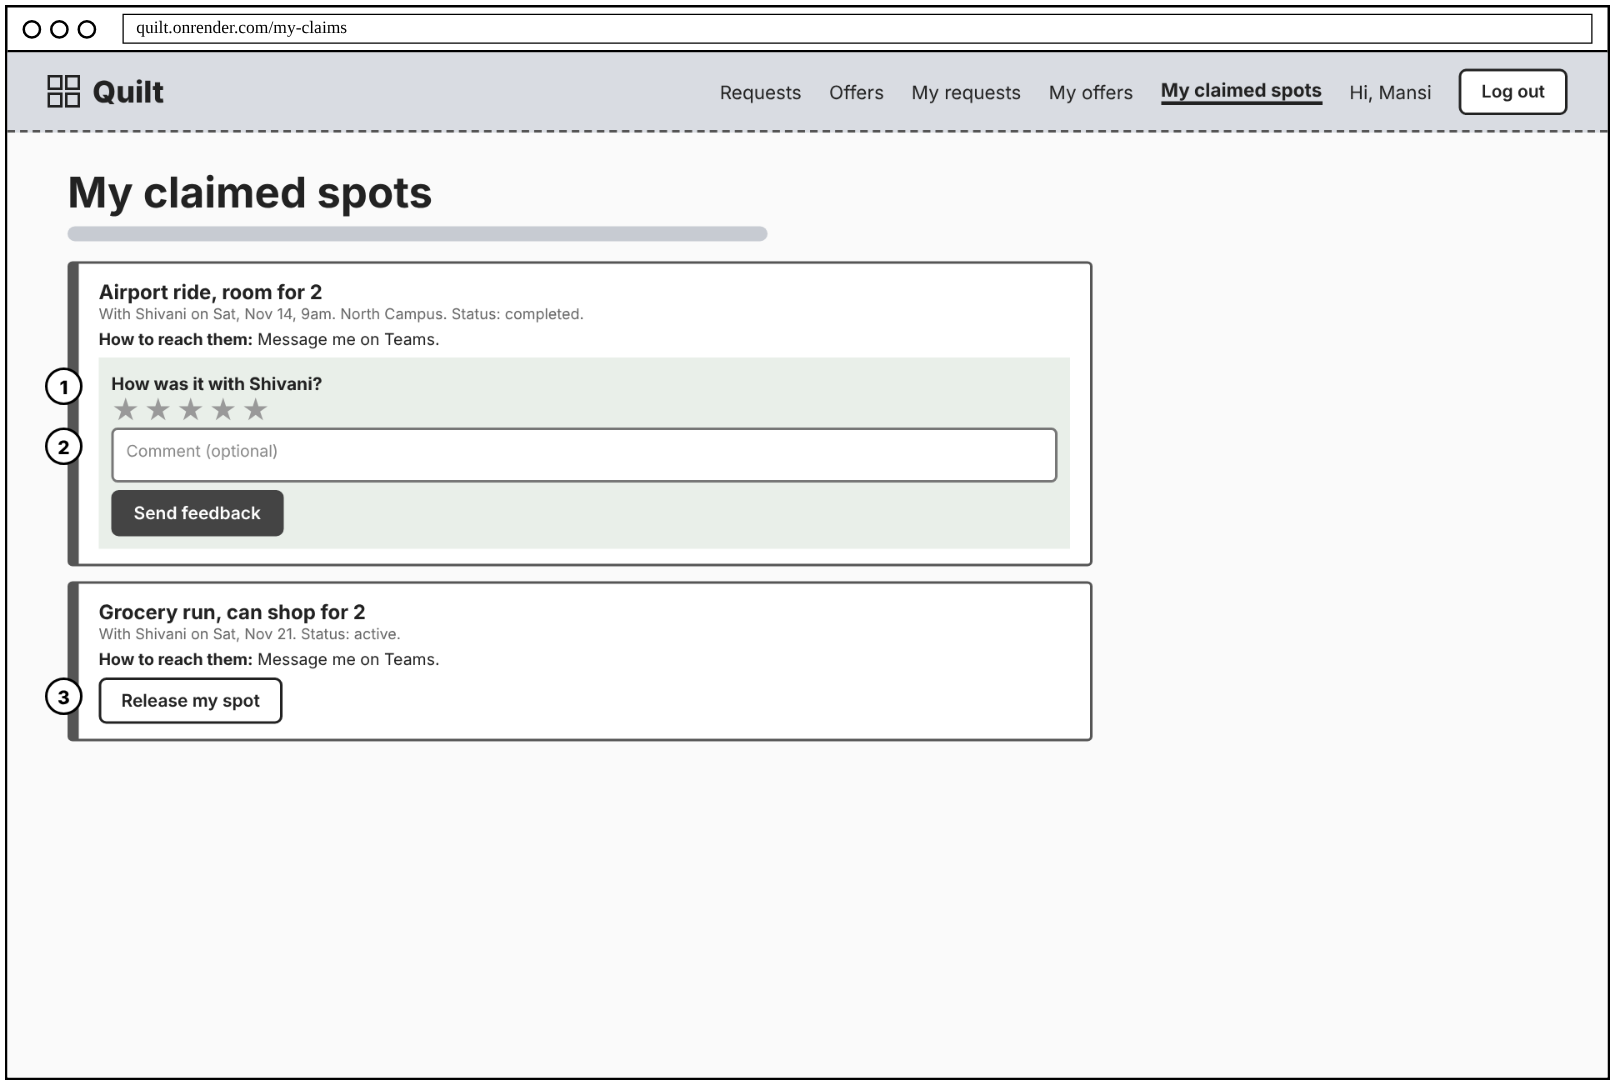 quilt.onrender.com/my-claims
Quilt
Requests Offers My requests My offers My claimed spots Hi, Mansi Log out
My claimed spots
Airport ride, room for 2
With Shivani on Sat, Nov 14, 9am. North Campus. Status: completed.
How to reach them: Message me on Teams.
1
How was it with Shivani?
★ ★ ★ ★ ★
2
Comment (optional)
Send feedback
Grocery run, can shop for 2
With Shivani on Sat, Nov 21. Status: active.
How to reach them: Message me on Teams.
3
Release my spot